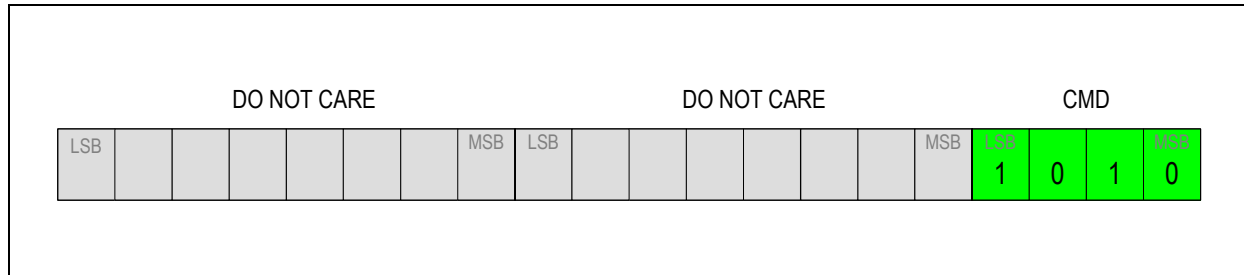 DO NOT CARE DO NOT CARE CMD
LSB MSB LSB MSB LSB MSB
1 0 1 0